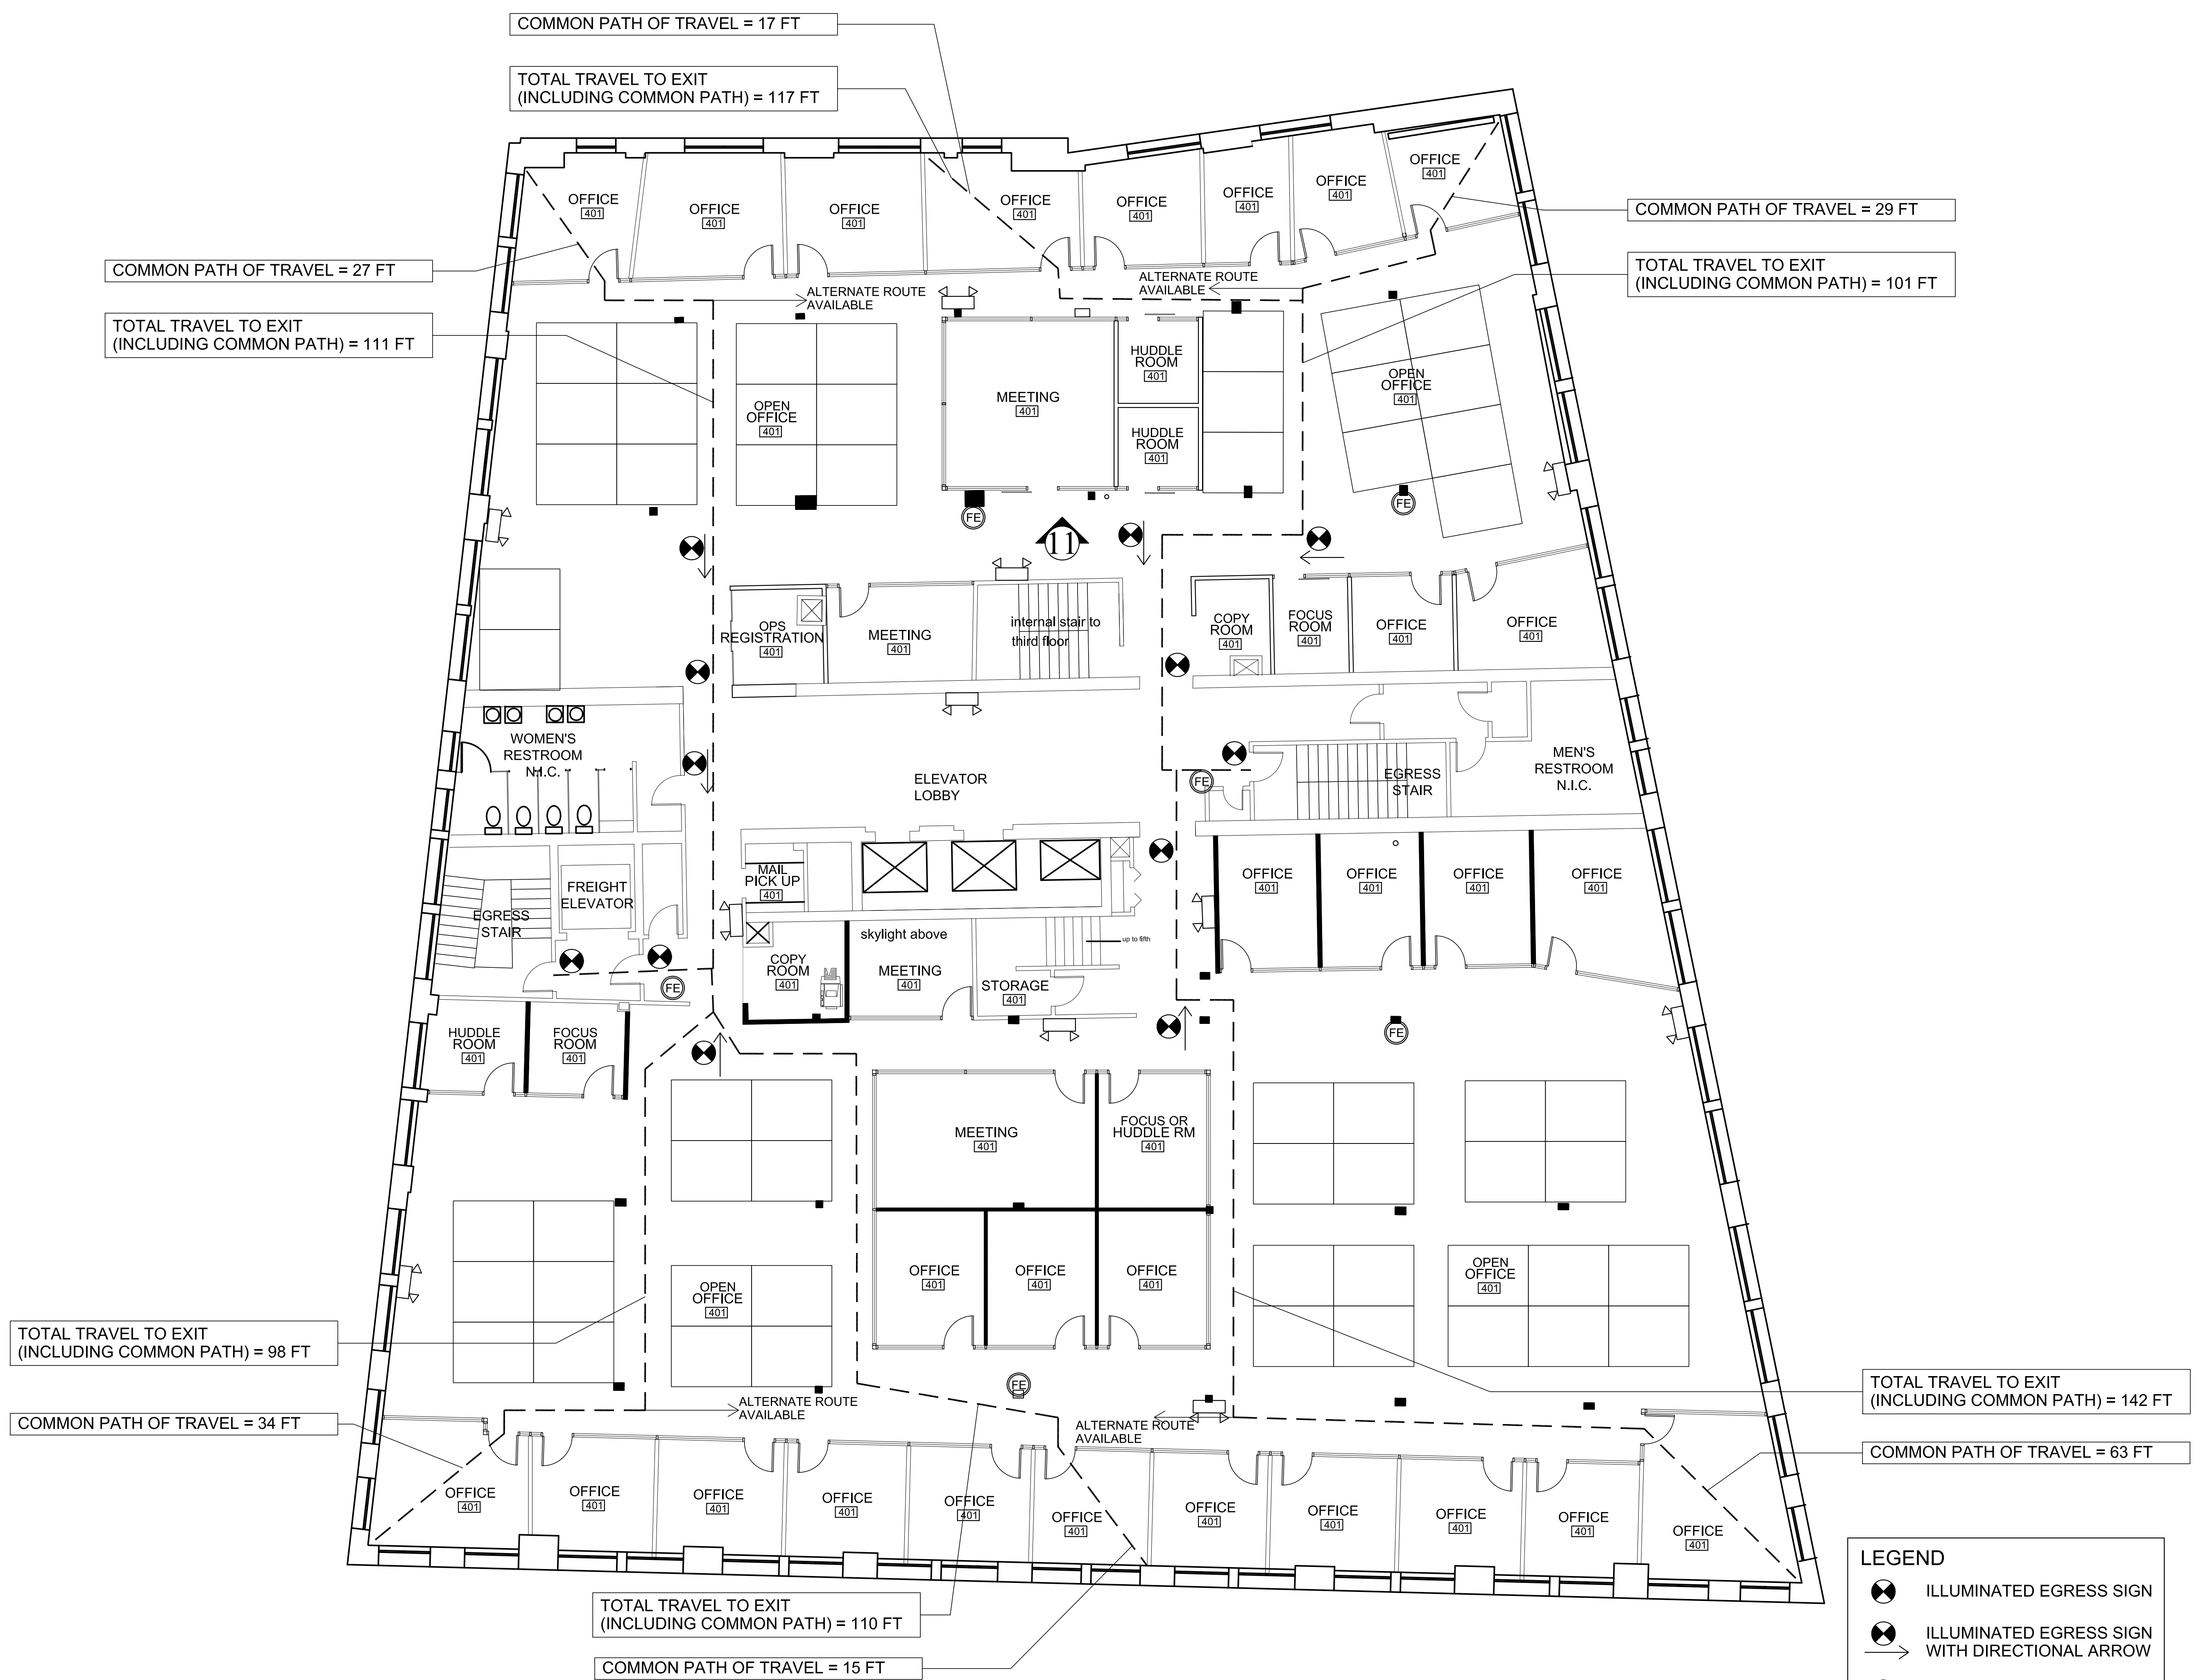 COMMON PATH OF TRAVEL = 17 FT
TOTAL TRAVEL TO EXIT
(INCLUDING COMMON PATH) = 117 FT
COMMON PATH OF TRAVEL = 29 FT
TOTAL TRAVEL TO EXIT
(INCLUDING COMMON PATH) = 101 FT
COMMON PATH OF TRAVEL = 27 FT
TOTAL TRAVEL TO EXIT
(INCLUDING COMMON PATH) = 111 FT
OFFICE
401
OFFICE
401
OFFICE
401
OFFICE
401
OFFICE
401
OFFICE
401
OFFICE
401
OFFICE
401
ALTERNATE ROUTE
AVAILABLE
ALTERNATE ROUTE
AVAILABLE
OPEN
OFFICE
401
MEETING
401
HUDDLE
ROOM
401
HUDDLE
ROOM
401
OPEN
OFFICE
401
FE
FE
11
OPS
REGISTRATION
401
MEETING
401
internal stair to
third floor
COPY
ROOM
401
FOCUS
ROOM
401
OFFICE
401
OFFICE
401
WOMEN'S
RESTROOM
N.I.C.
ELEVATOR
LOBBY
FE
EGRESS
STAIR
MEN'S
RESTROOM
N.I.C.
MAIL
PICK UP
401
OFFICE
401
OFFICE
401
OFFICE
401
OFFICE
401
FREIGHT
ELEVATOR
EGRESS
STAIR
FE
COPY
ROOM
401
skylight above
MEETING
401
STORAGE
401
up to fifth
FE
HUDDLE
ROOM
401
FOCUS
ROOM
401
MEETING
401
FOCUS OR
HUDDLE RM
401
OPEN
OFFICE
401
OFFICE
401
OFFICE
401
OFFICE
401
OPEN
OFFICE
401
FE
TOTAL TRAVEL TO EXIT
(INCLUDING COMMON PATH) = 98 FT
COMMON PATH OF TRAVEL = 34 FT
ALTERNATE ROUTE
AVAILABLE
ALTERNATE ROUTE
AVAILABLE
TOTAL TRAVEL TO EXIT
(INCLUDING COMMON PATH) = 142 FT
COMMON PATH OF TRAVEL = 63 FT
OFFICE
401
OFFICE
401
OFFICE
401
OFFICE
401
OFFICE
401
OFFICE
401
OFFICE
401
OFFICE
401
OFFICE
401
OFFICE
401
OFFICE
401
TOTAL TRAVEL TO EXIT
(INCLUDING COMMON PATH) = 110 FT
COMMON PATH OF TRAVEL = 15 FT
LEGEND
ILLUMINATED EGRESS SIGN
ILLUMINATED EGRESS SIGN
WITH DIRECTIONAL ARROW